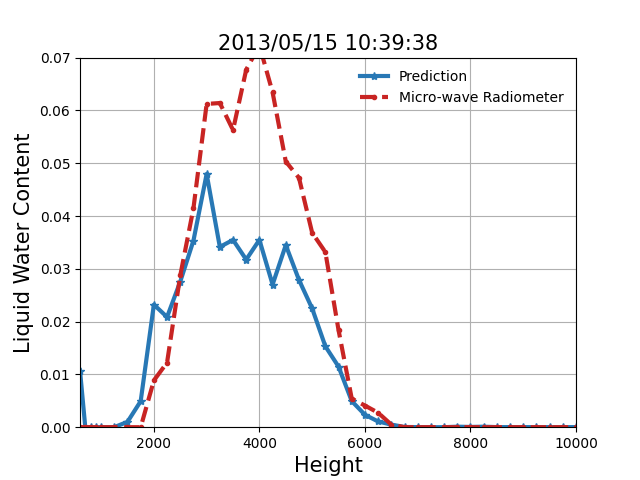 2013/05/15 10:39:38
Prediction
Micro-wave Radiometer
Liquid Water Content
0.07
0.06
0.05
0.04
0.03
0.02
0.01
0.00
2000 4000 6000 8000 10000
Height